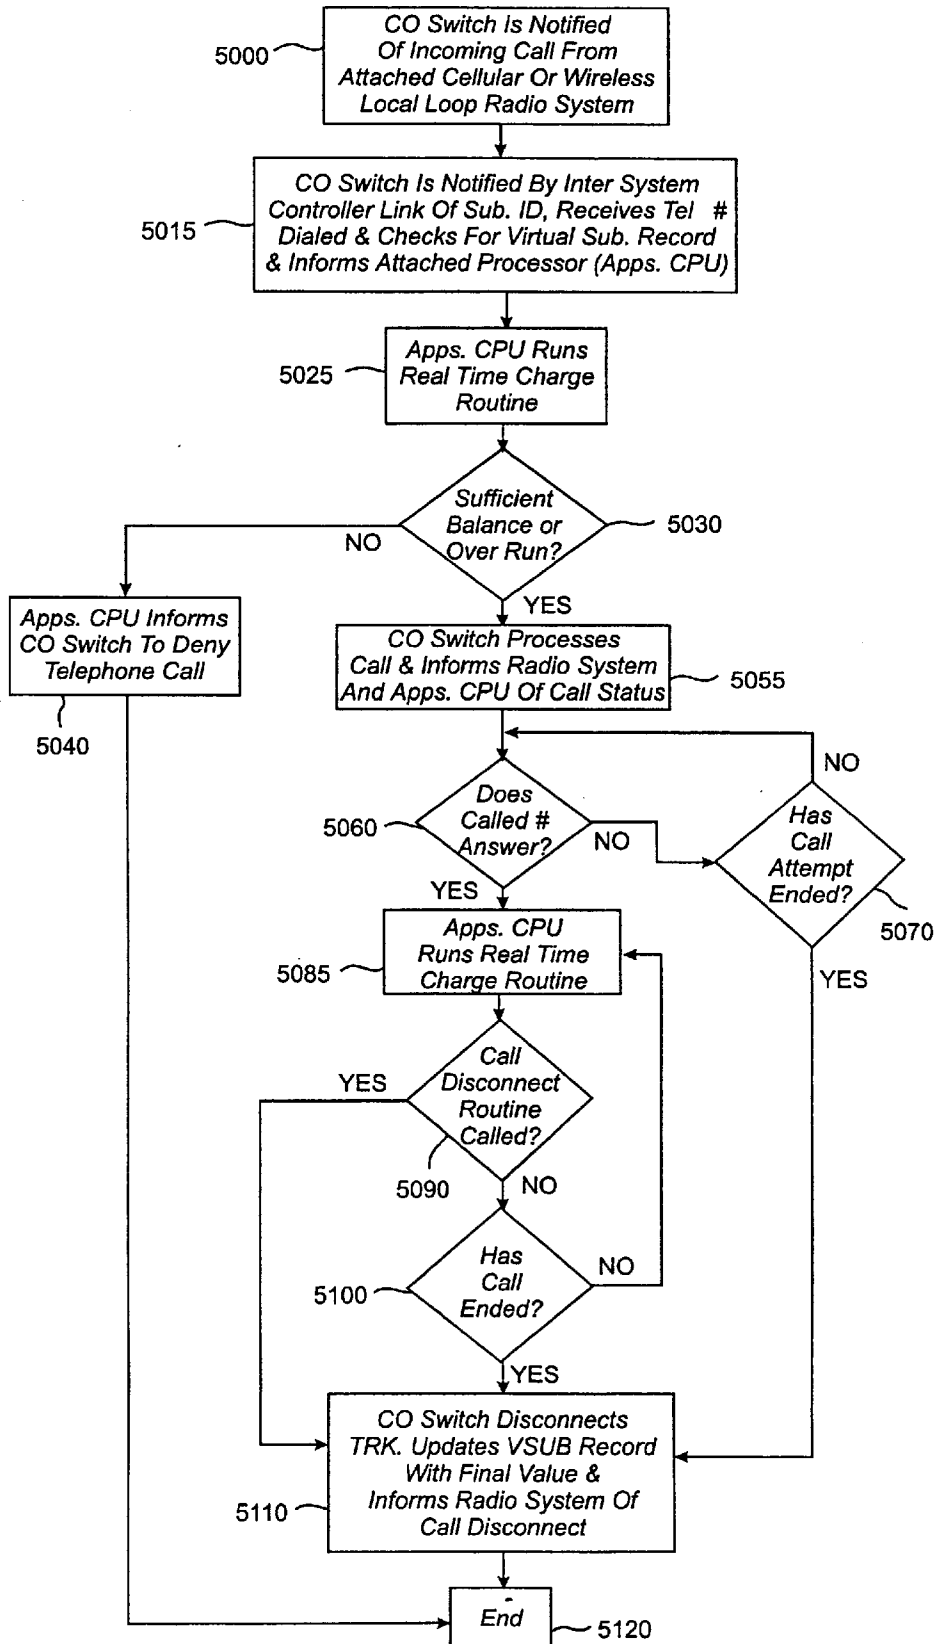 CO Switch Is Notified
Of Incoming Call From
Attached Cellular Or Wireless
Local Loop Radio System
5000
CO Switch Is Notified By Inter System
Controller Link Of Sub. ID, Receives Tel #
Dialed & Checks For Virtual Sub. Record
& Informs Attached Processor (Apps. CPU)
5015
Apps. CPU Runs
Real Time Charge
Routine
5025
Sufficient
Balance or
Over Run?
5030
NO
YES
Apps. CPU Informs
CO Switch To Deny
Telephone Call
5040
CO Switch Processes
Call & Informs Radio System
And Apps. CPU Of Call Status
5055
Does
Called #
Answer?
5060
NO
YES
Has
Call
Attempt
Ended?
5070
NO
YES
Apps. CPU
Runs Real Time
Charge Routine
5085
Call
Disconnect
Routine
Called?
5090
YES
NO
Has
Call
Ended?
5100
NO
YES
CO Switch Disconnects
TRK. Updates VSUB Record
With Final Value &
Informs Radio System Of
Call Disconnect
5110
End
5120